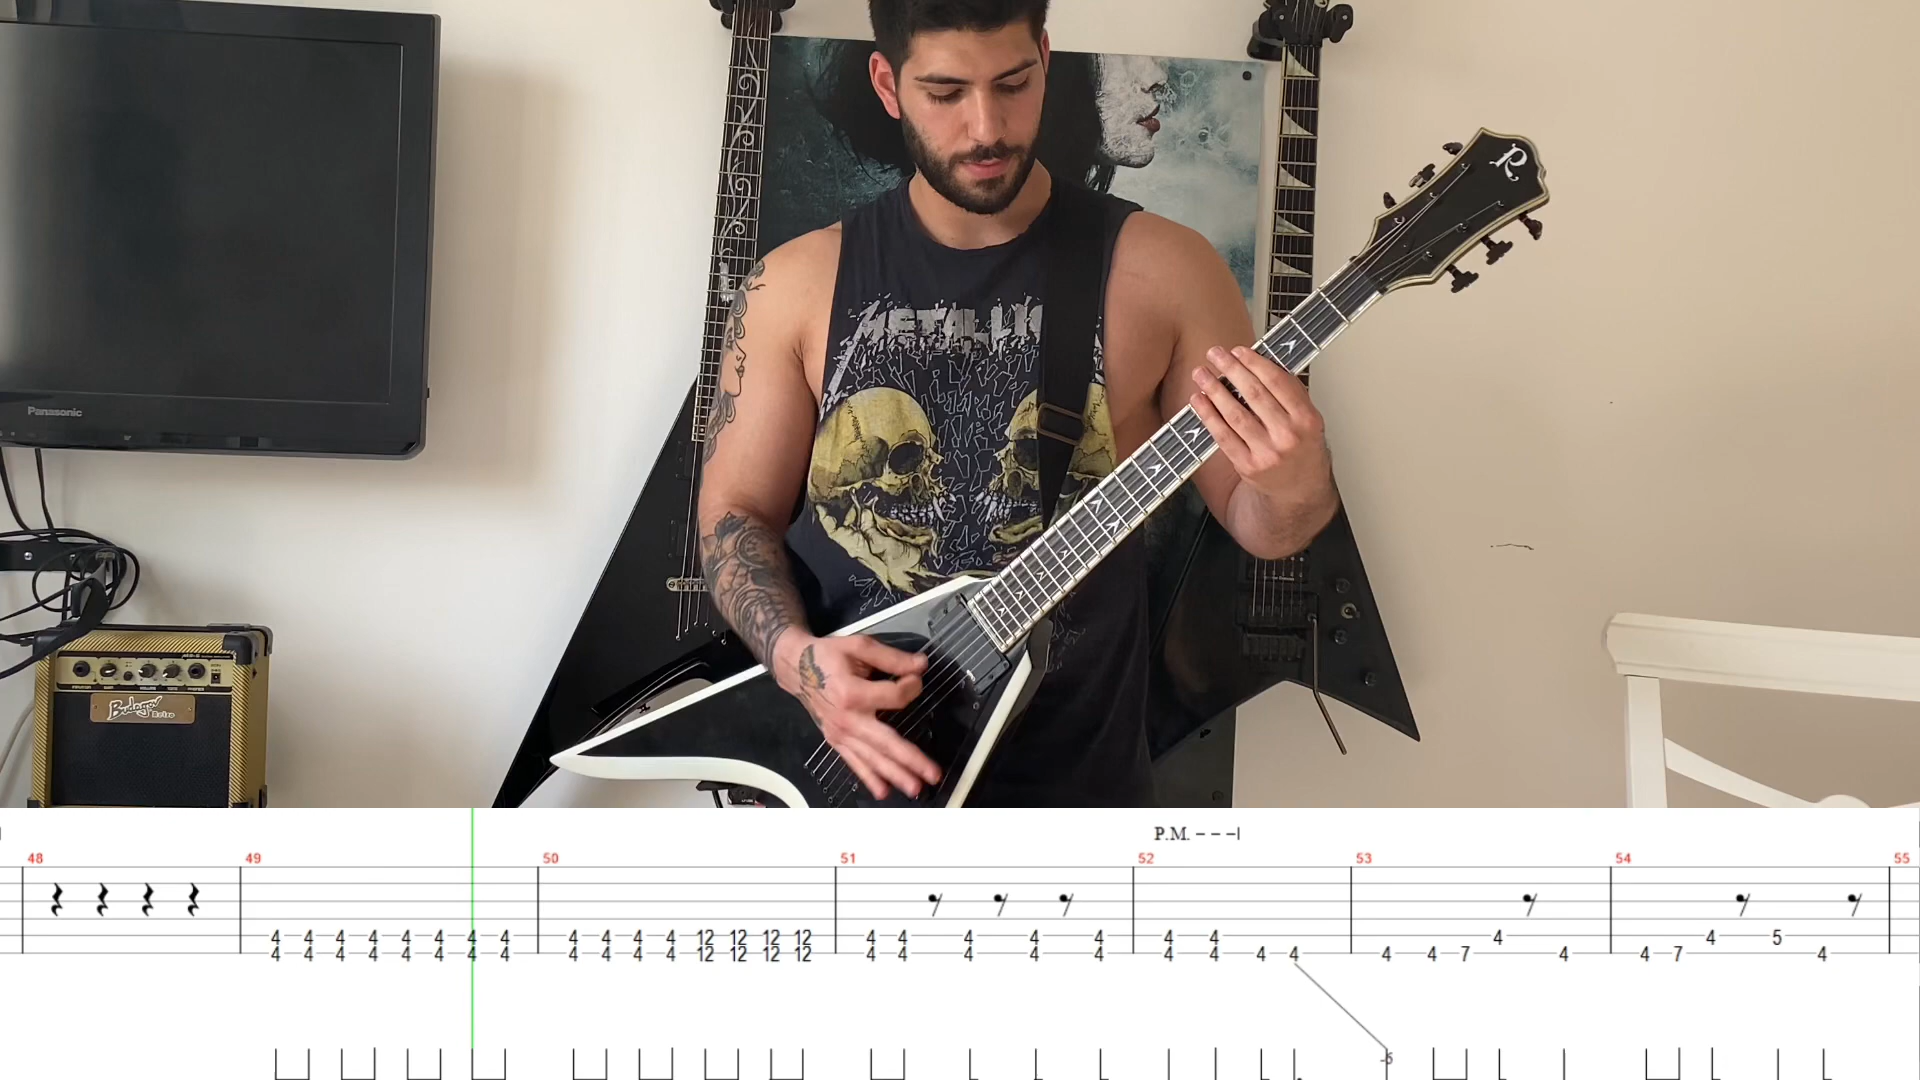 R
METALLIC
Panasonic
Budagov
P.M. – – –|
48 49 50 51 52 53 54 55
4 4 4 4 4 4 4 4 4 4 4 4 12 12 12 12 4 4 4 4 4 4 4 4 4 5
4 4 4 4 4 4 4 4 4 4 4 4 12 12 12 12 4 4 4 4 4 4 4 4 4 4 4 7 4 4 7 4